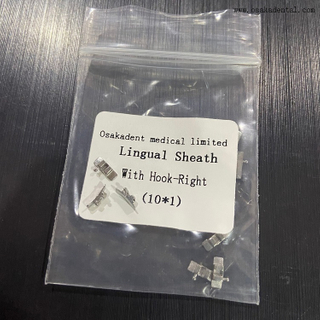 www.osakadental.com
Osakadent medical limited
Lingual Sheath
With Hook-Right
(10*1)